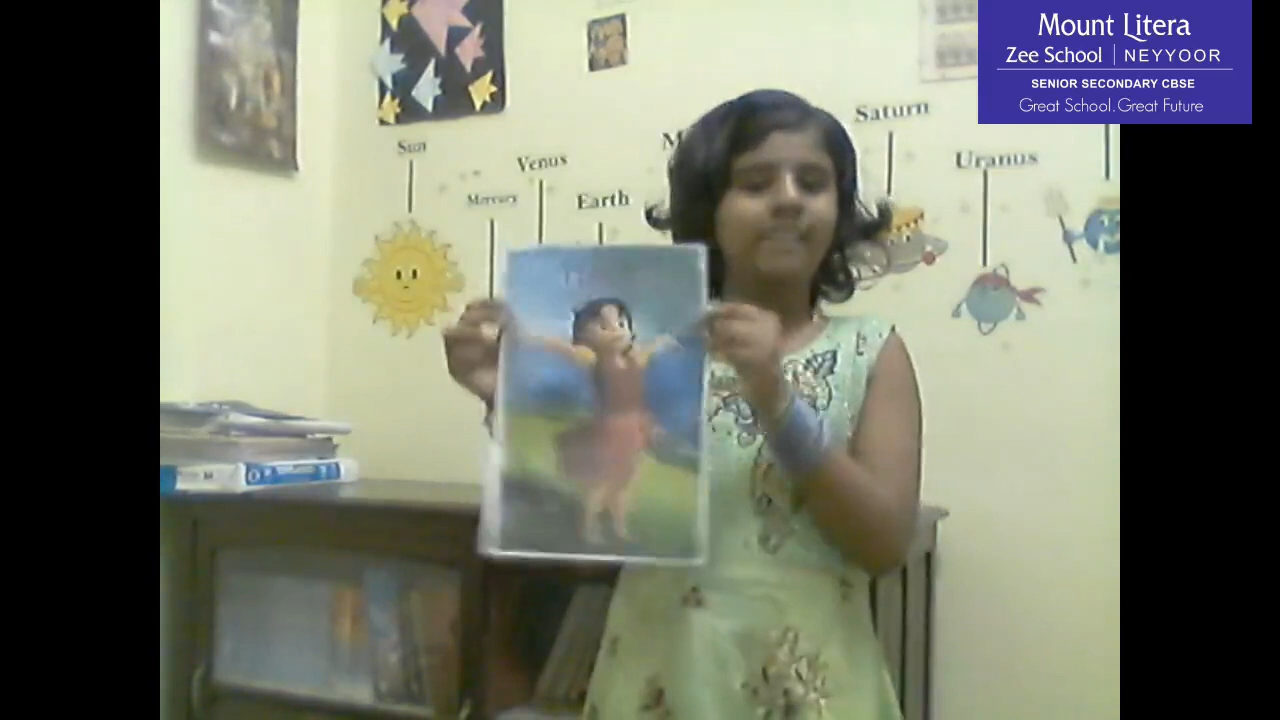 Mount Litera
Zee School | NEYYOOR
SENIOR SECONDARY CBSE
Great School. Great Future
Saturn
Sun
Venus
Uranus
Mercury
Earth